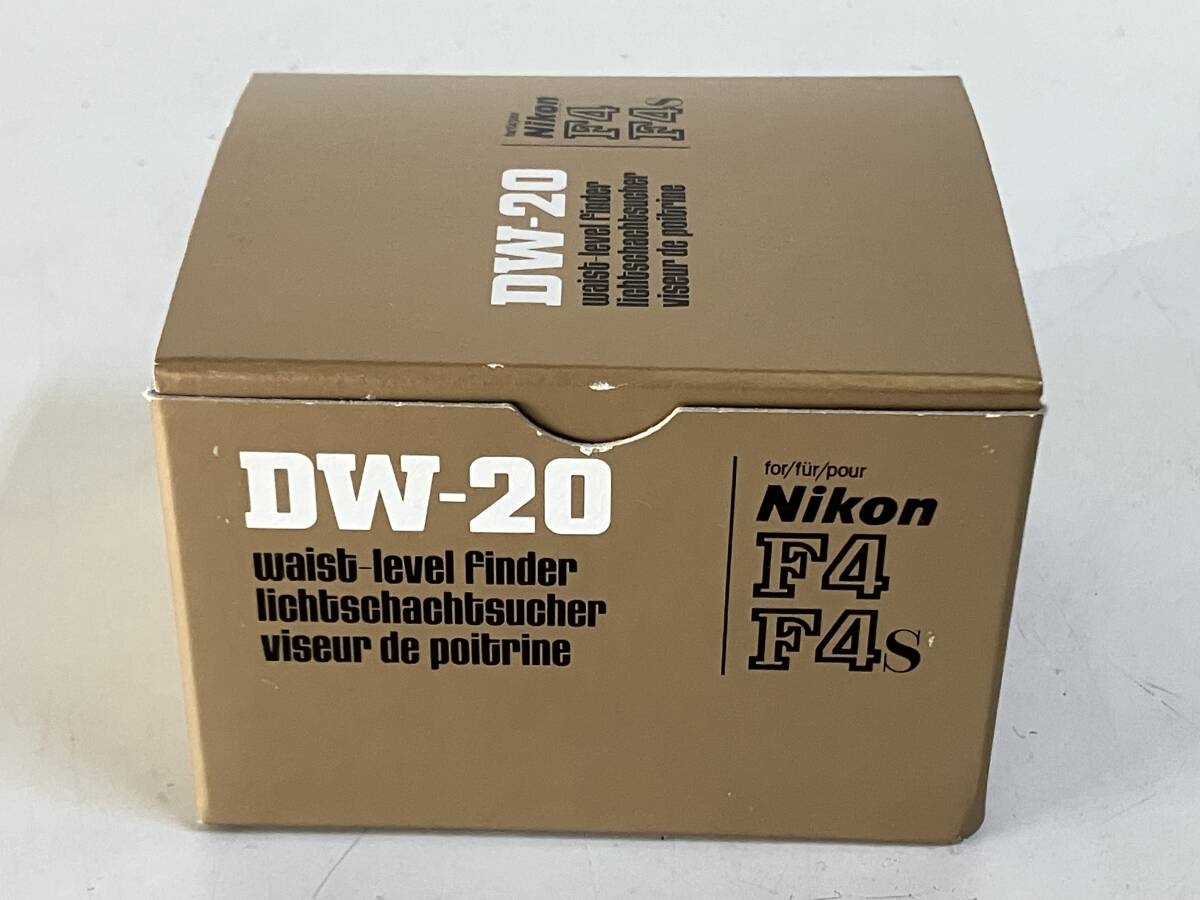 for/für/pour
Nikon
F4
F4s
DW-20
waist-level finder
lichtschachtsucher
viseur de poitrine
DW-20
waist-level finder
lichtschachtsucher
viseur de poitrine
for/für/pour
Nikon
F4
F4s